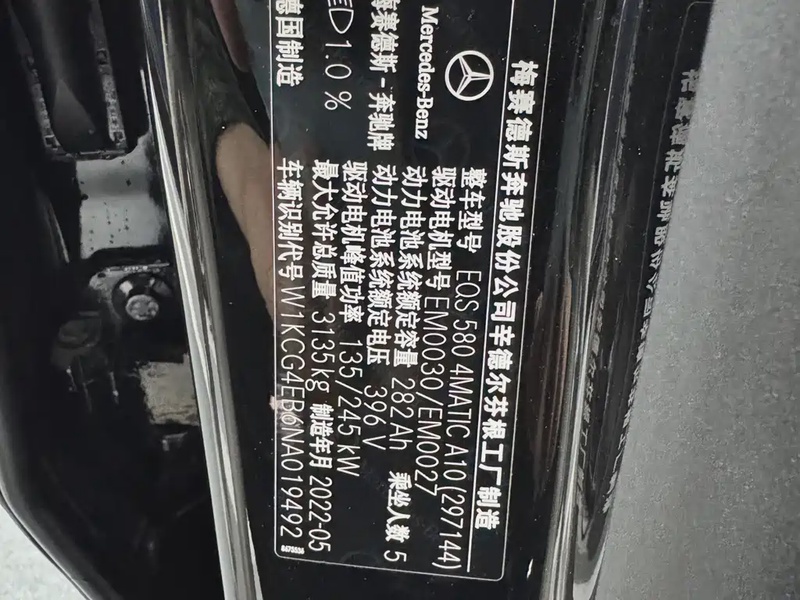 梅赛德斯奔驰股份公司辛德尔芬根工厂制造
Mercedes-Benz
整车型号 EQS 580 4MATIC A10 (297144)
驱动电机型号 EM0030/EM0027
动力电池系统额定容量 282Ah 乘坐人数 5
动力电池系统额定电压 396V
驱动电机峰值功率 135/245 kW
最大允许总质量 3135kg 制造年月 2022-05
车辆识别代号 W1KCG4EB6NA019492
梅赛德斯-奔驰牌
1.0 %
德国制造